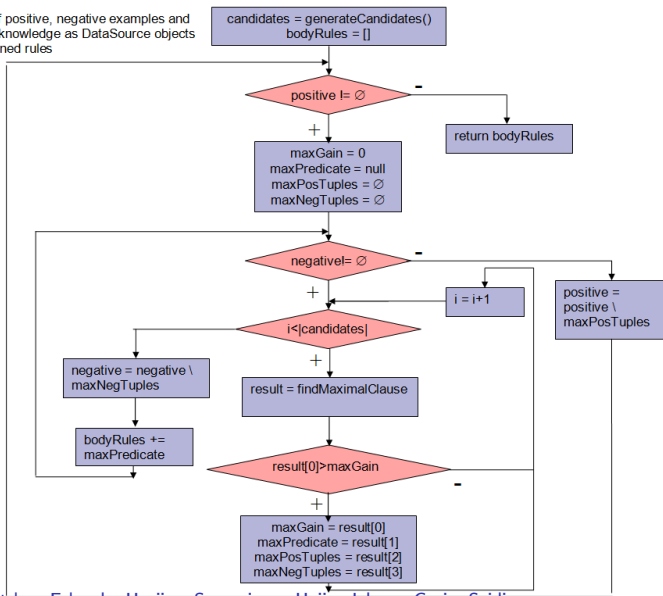 positive, negative examples and
knowledge as DataSource objects
ned rules
candidates = generateCandidates()
bodyRules = []
positive != ∅
-
+
return bodyRules
maxGain = 0
maxPredicate = null
maxPosTuples = ∅
maxNegTuples = ∅
negative!= ∅
-
+
i = i+1
positive =
positive \
maxPosTuples
i<|candidates|
+
negative = negative \
maxNegTuples
result = findMaximalClause
bodyRules +=
maxPredicate
result[0]>maxGain
-
+
maxGain = result[0]
maxPredicate = result[1]
maxPosTuples = result[2]
maxNegTuples = result[3]